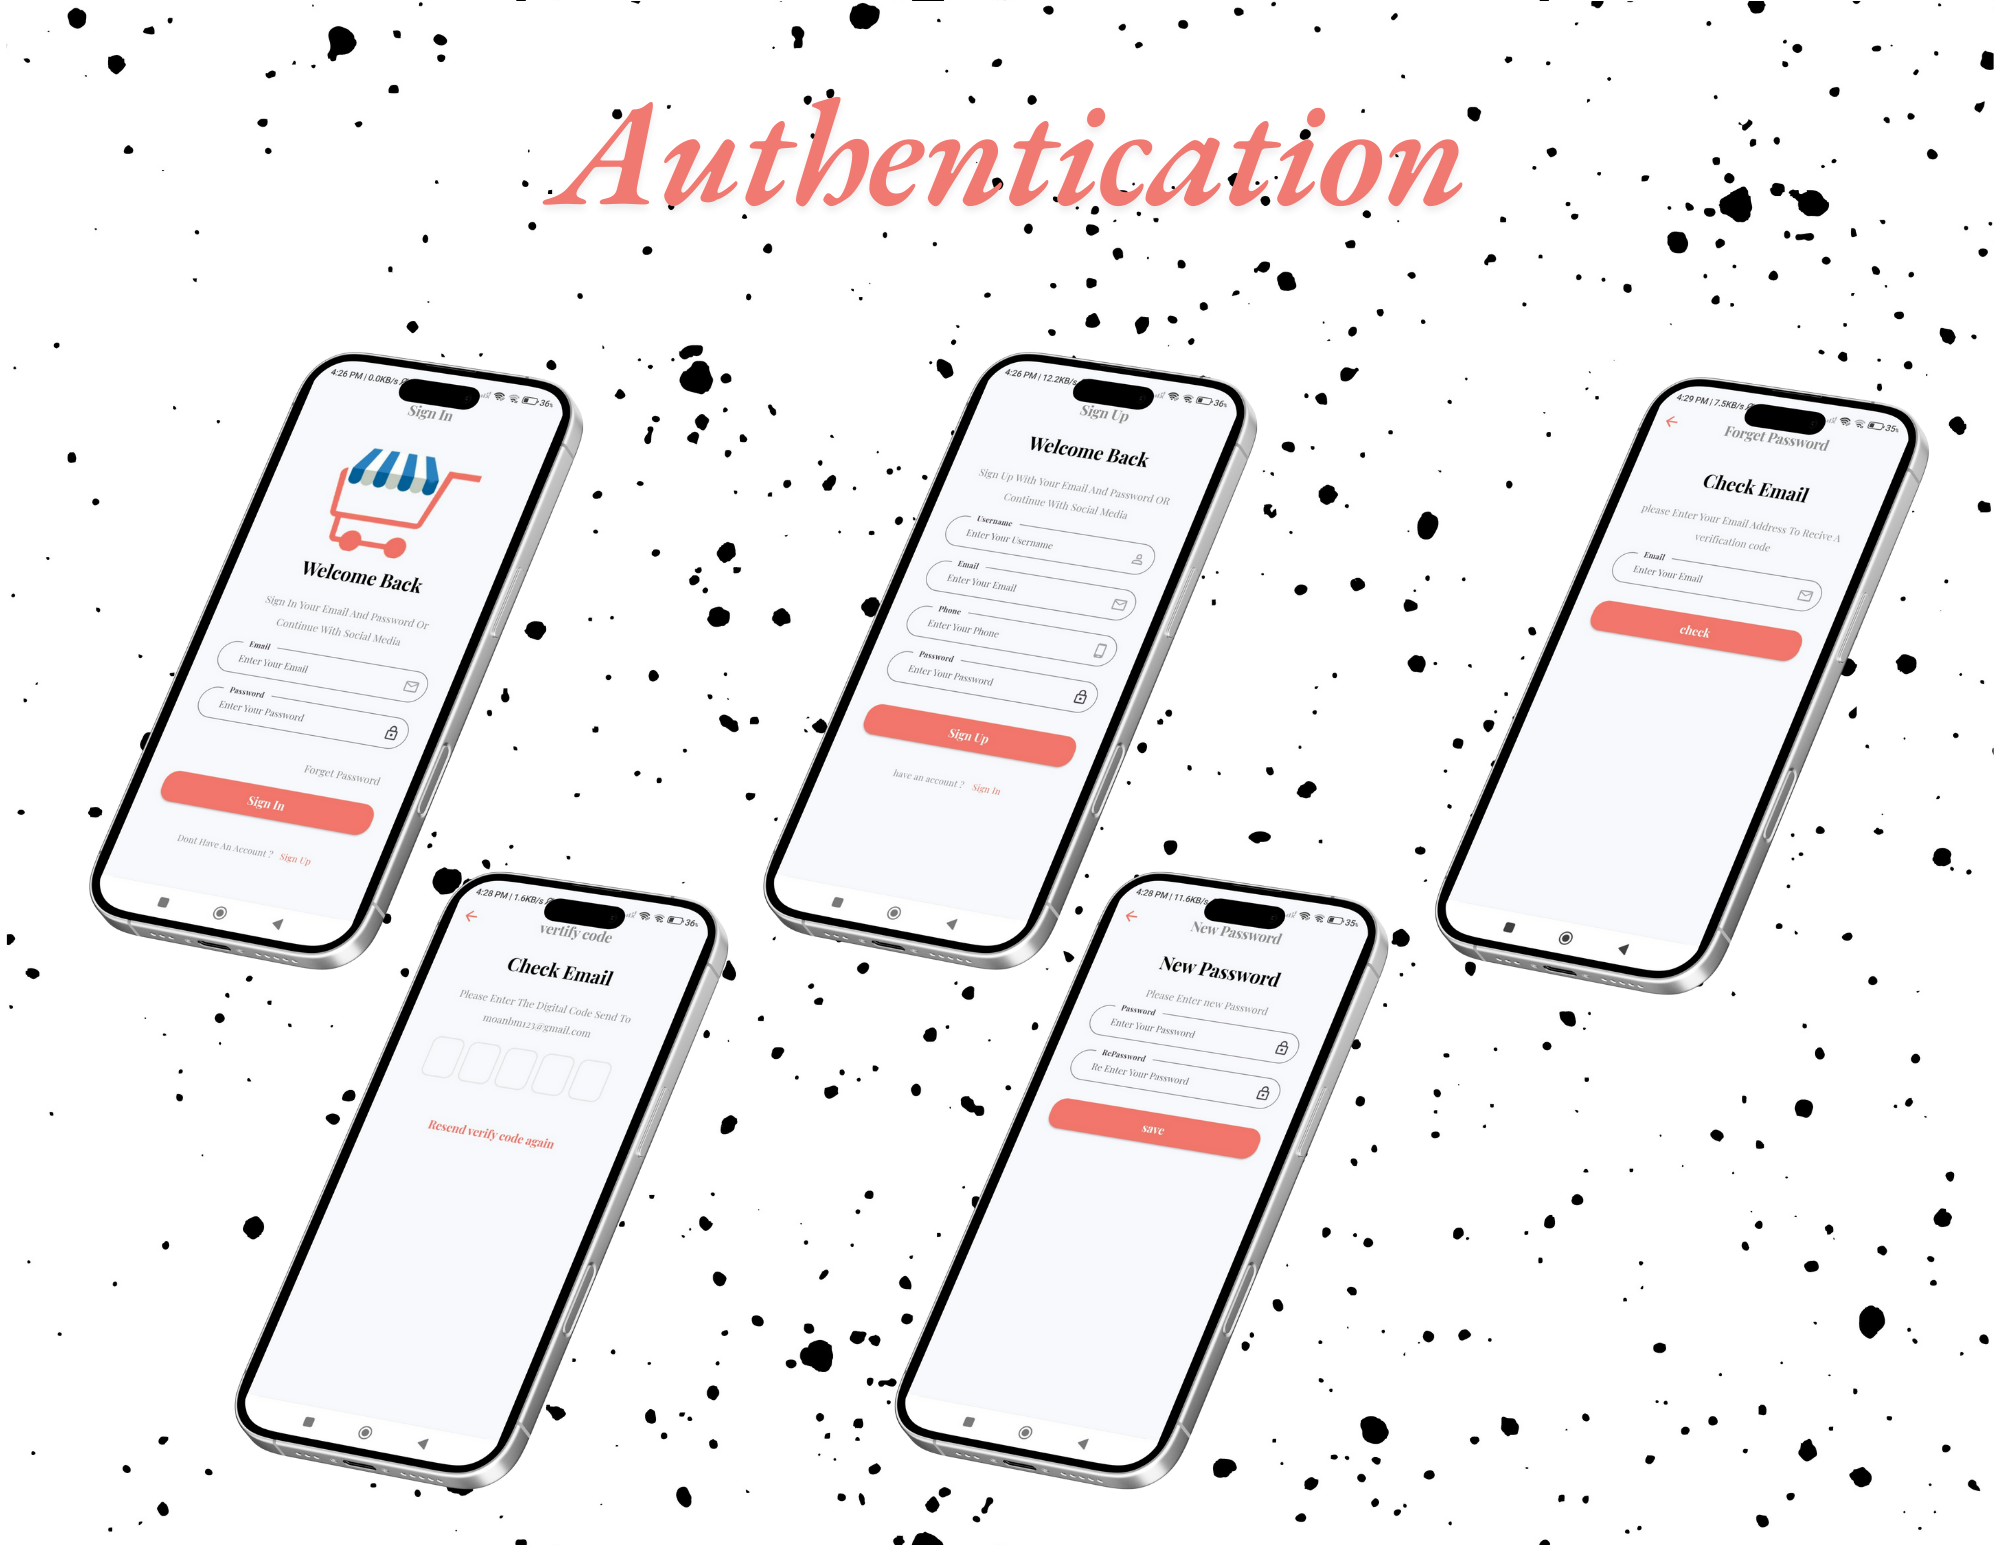 Authentication
4:26 PM | 0.0KB/s
36%
Sign In
Welcome Back
Sign In Your Email And Password Or
Continue With Social Media
Email
Enter Your Email
Password
Enter Your Password
Forget Password
Sign In
Dont Have An Account ? Sign Up
4:26 PM | 12.2KB/s
36%
Sign Up
Welcome Back
Sign Up With Your Email And Password OR
Continue With Social Media
Username
Enter Your Username
Email
Enter Your Email
Phone
Enter Your Phone
Password
Enter Your Password
Sign Up
have an account ? Sign In
4:29 PM | 7.5KB/s
35%
Forget Password
Check Email
please Enter Your Email Address To Recive A
verification code
Email
Enter Your Email
check
4:28 PM | 1.6KB/s
36%
vertify code
Check Email
Please Enter The Digital Code Send To
moanhm123@gmail.com
Resend verify code again
4:28 PM | 11.6KB/s
35%
New Password
New Password
Please Enter new Password
Password
Enter Your Password
RePassword
Re Enter Your Password
save